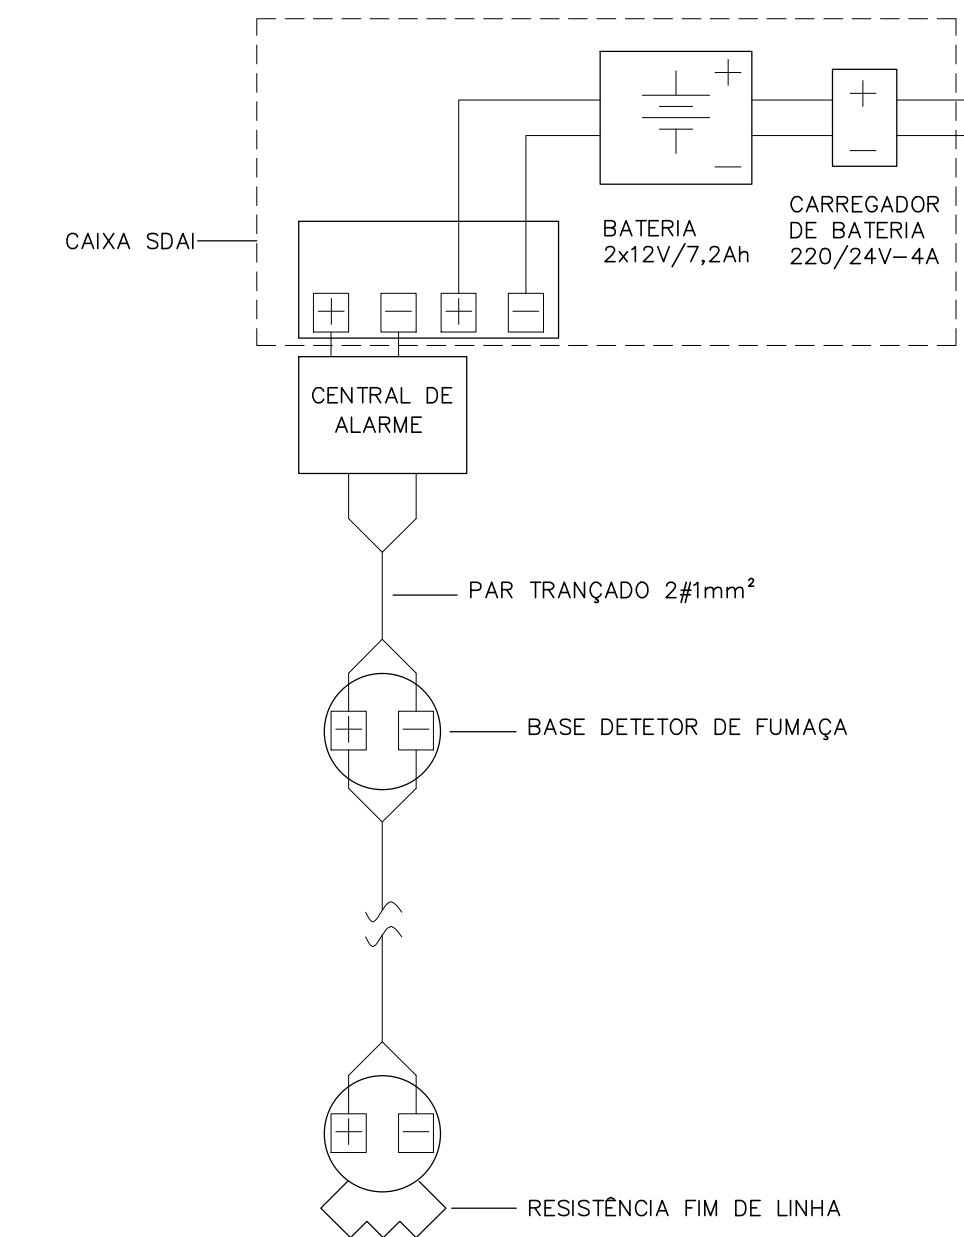 CAIXA SDAI
BATERIA
2x12V/7,2Ah
CARREGADOR
DE BATERIA
220/24V-4A
CENTRAL DE
ALARME
PAR TRANÇADO 2#1mm²
BASE DETETOR DE FUMAÇA
RESISTÊNCIA FIM DE LINHA